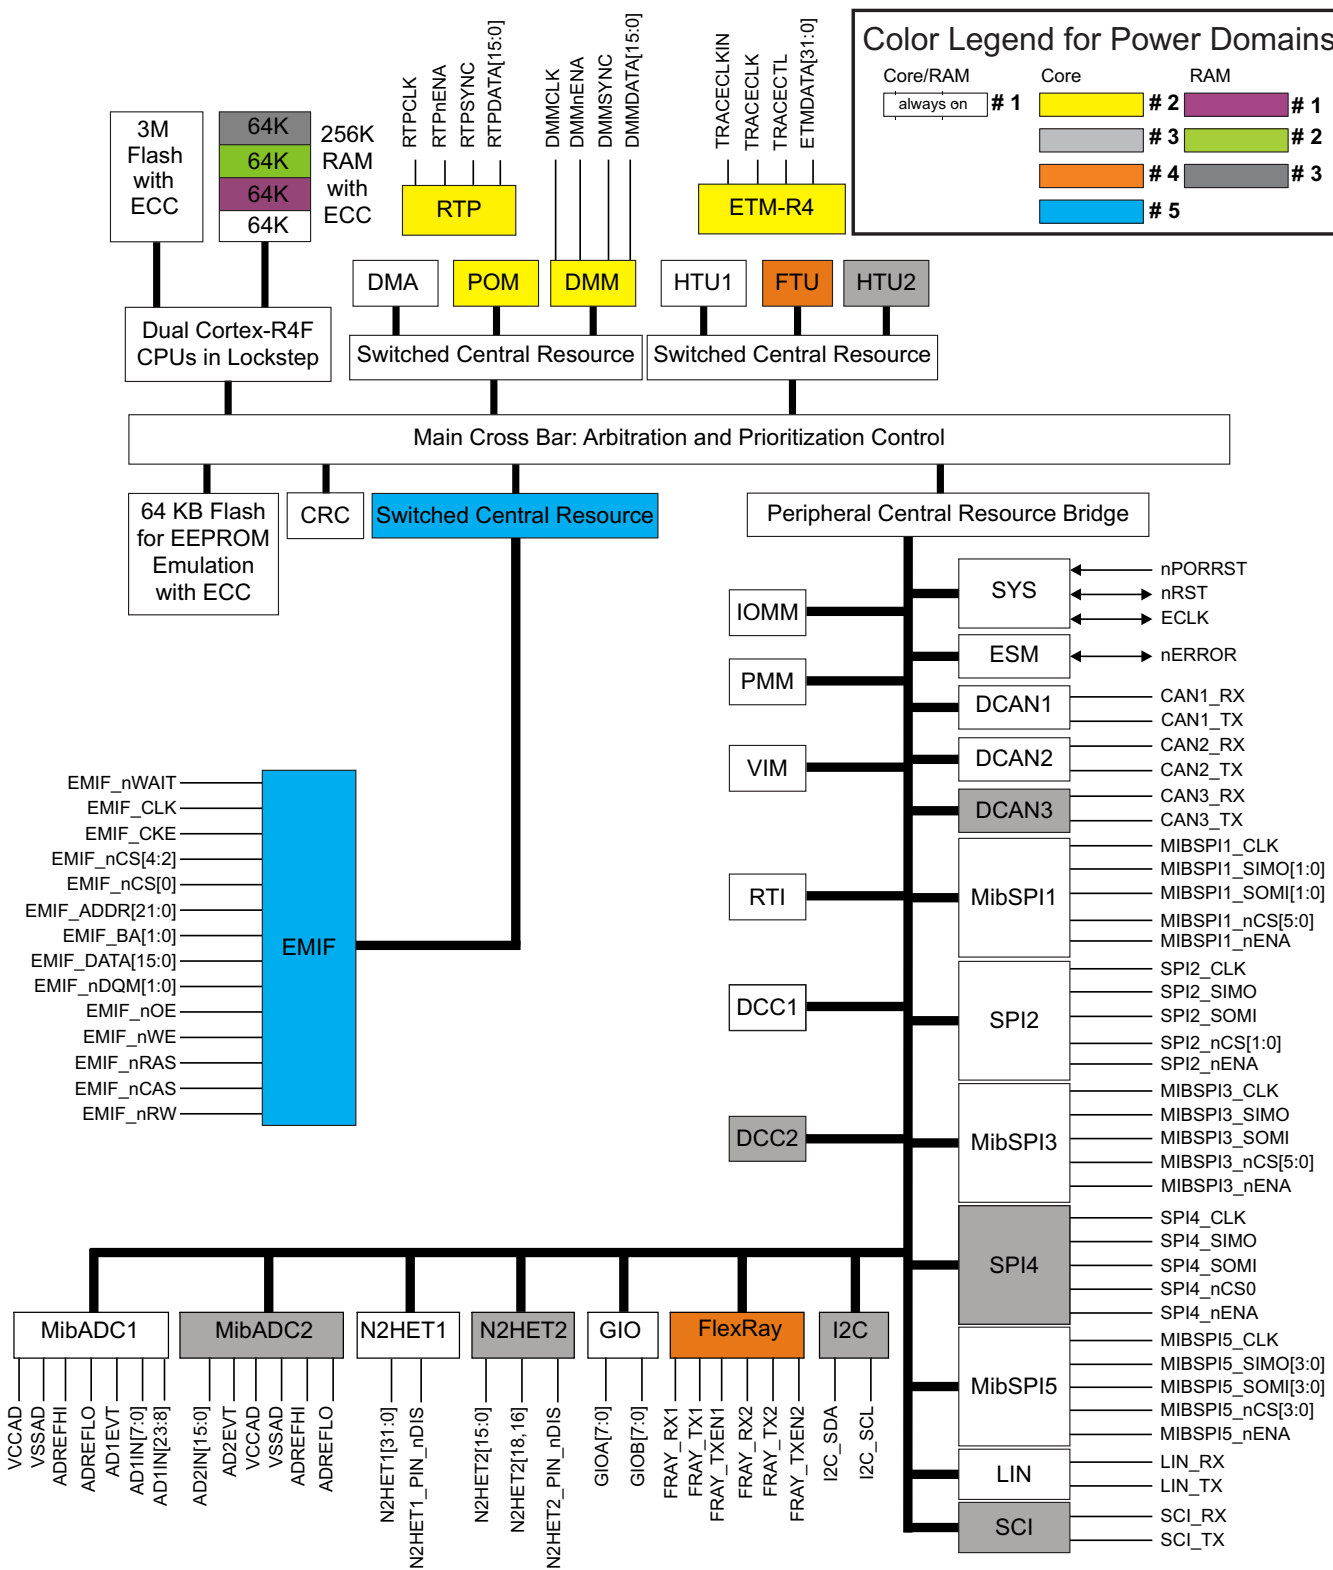 RTPCLK
RTPnENA
RTPSYNC
RTPDATA[15:0]
DMMCLK
DMMnENA
DMMSYNC
DMMDATA[15:0]
TRACECLKIN
TRACECLK
TRACECTL
ETMDATA[31:0]
Color Legend for Power Domains
Core/RAM
Core
RAM
always on
# 1
# 2
# 1
# 3
# 2
# 4
# 3
# 5
3M
Flash
with
ECC
64K
64K
64K
64K
256K
RAM
with
ECC
RTP
ETM-R4
DMA
POM
DMM
HTU1
FTU
HTU2
Dual Cortex-R4F
CPUs in Lockstep
Switched Central Resource
Switched Central Resource
Main Cross Bar: Arbitration and Prioritization Control
64 KB Flash
for EEPROM
Emulation
with ECC
CRC
Switched Central Resource
Peripheral Central Resource Bridge
IOMM
PMM
VIM
RTI
DCC1
DCC2
SYS
nPORRST
nRST
ECLK
ESM
nERROR
DCAN1
CAN1_RX
CAN1_TX
DCAN2
CAN2_RX
CAN2_TX
DCAN3
CAN3_RX
CAN3_TX
MibSPI1
MIBSPI1_CLK
MIBSPI1_SIMO[1:0]
MIBSPI1_SOMI[1:0]
MIBSPI1_nCS[5:0]
MIBSPI1_nENA
SPI2
SPI2_CLK
SPI2_SIMO
SPI2_SOMI
SPI2_nCS[1:0]
SPI2_nENA
MibSPI3
MIBSPI3_CLK
MIBSPI3_SIMO
MIBSPI3_SOMI
MIBSPI3_nCS[5:0]
MIBSPI3_nENA
SPI4
SPI4_CLK
SPI4_SIMO
SPI4_SOMI
SPI4_nCS0
SPI4_nENA
MibSPI5
MIBSPI5_CLK
MIBSPI5_SIMO[3:0]
MIBSPI5_SOMI[3:0]
MIBSPI5_nCS[3:0]
MIBSPI5_nENA
LIN
LIN_RX
LIN_TX
SCI
SCI_RX
SCI_TX
EMIF_nWAIT
EMIF_CLK
EMIF_CKE
EMIF_nCS[4:2]
EMIF_nCS[0]
EMIF_ADDR[21:0]
EMIF_BA[1:0]
EMIF_DATA[15:0]
EMIF_nDQM[1:0]
EMIF_nOE
EMIF_nWE
EMIF_nRAS
EMIF_nCAS
EMIF_nRW
EMIF
MibADC1
MibADC2
N2HET1
N2HET2
GIO
FlexRay
I2C
VCCAD
VSSAD
ADREFHI
ADREFLO
AD1EVT
AD1IN[7:0]
AD1IN[23:8]
AD2IN[15:0]
AD2EVT
VCCAD
VSSAD
ADREFHI
ADREFLO
N2HET1[31:0]
N2HET1_PIN_nDIS
N2HET2[15:0]
N2HET2[18,16]
N2HET2_PIN_nDIS
GIOA[7:0]
GIOB[7:0]
FRAY_RX1
FRAY_TX1
FRAY_TXEN1
FRAY_RX2
FRAY_TX2
FRAY_TXEN2
I2C_SDA
I2C_SCL